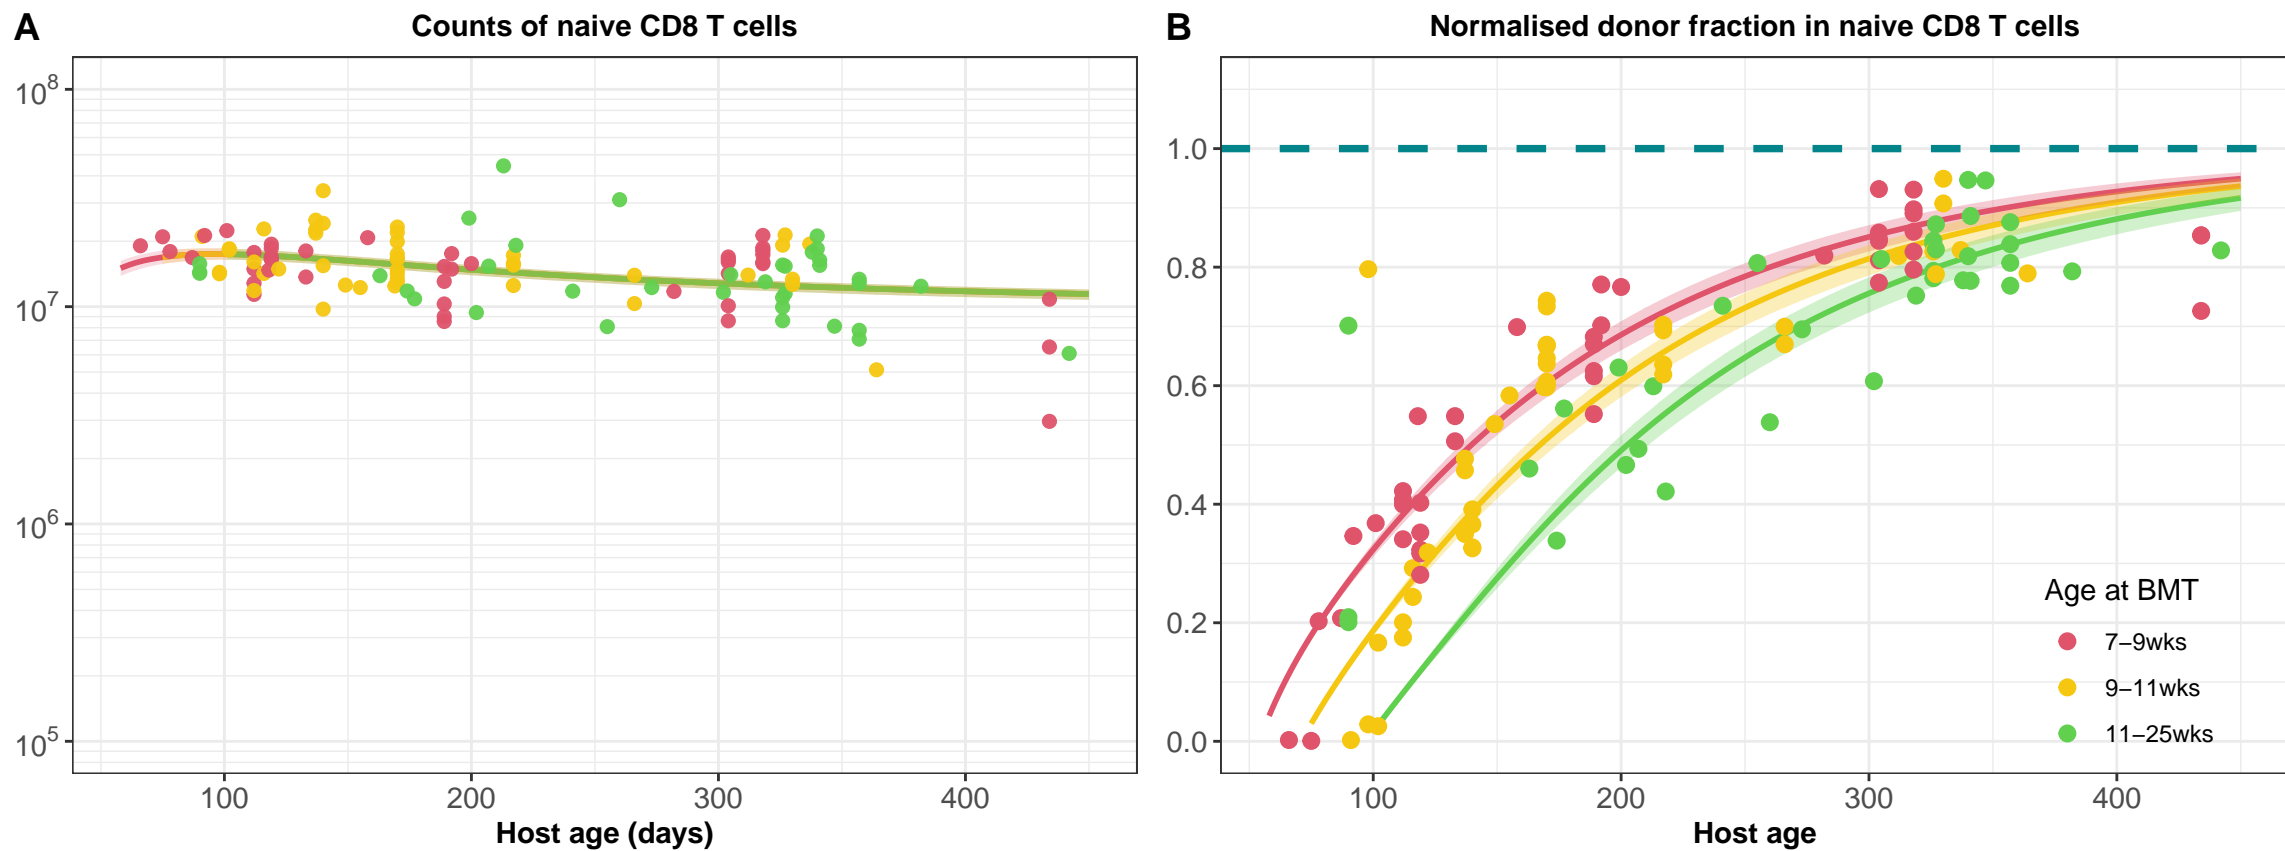 A
Counts of naive CD8 T cells
10^8
10^7
10^6
10^5
100 200 300 400
Host age (days)
B
Normalised donor fraction in naive CD8 T cells
1.0
0.8
0.6
0.4
0.2
0.0
Age at BMT
7–9wks
9–11wks
11–25wks
100 200 300 400
Host age